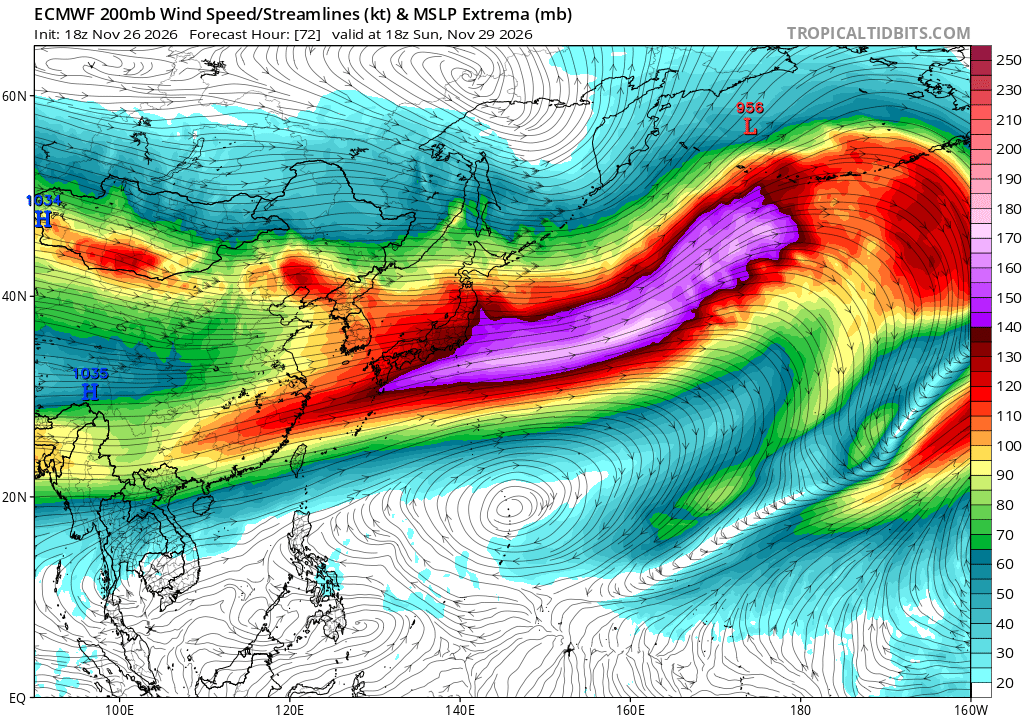 ECMWF 200mb Wind Speed/Streamlines (kt) & MSLP Extrema (mb)
Init: 18z Nov 26 2026   Forecast Hour: [72]   valid at 18z Sun, Nov 29 2026
TROPICALTIDBITS.COM
60N
40N
20N
EQ
100E
120E
140E
160E
180
160W
956
L
1034
H
1035
H
250
230
210
200
190
180
170
160
150
140
130
120
110
100
90
80
70
60
50
40
30
20